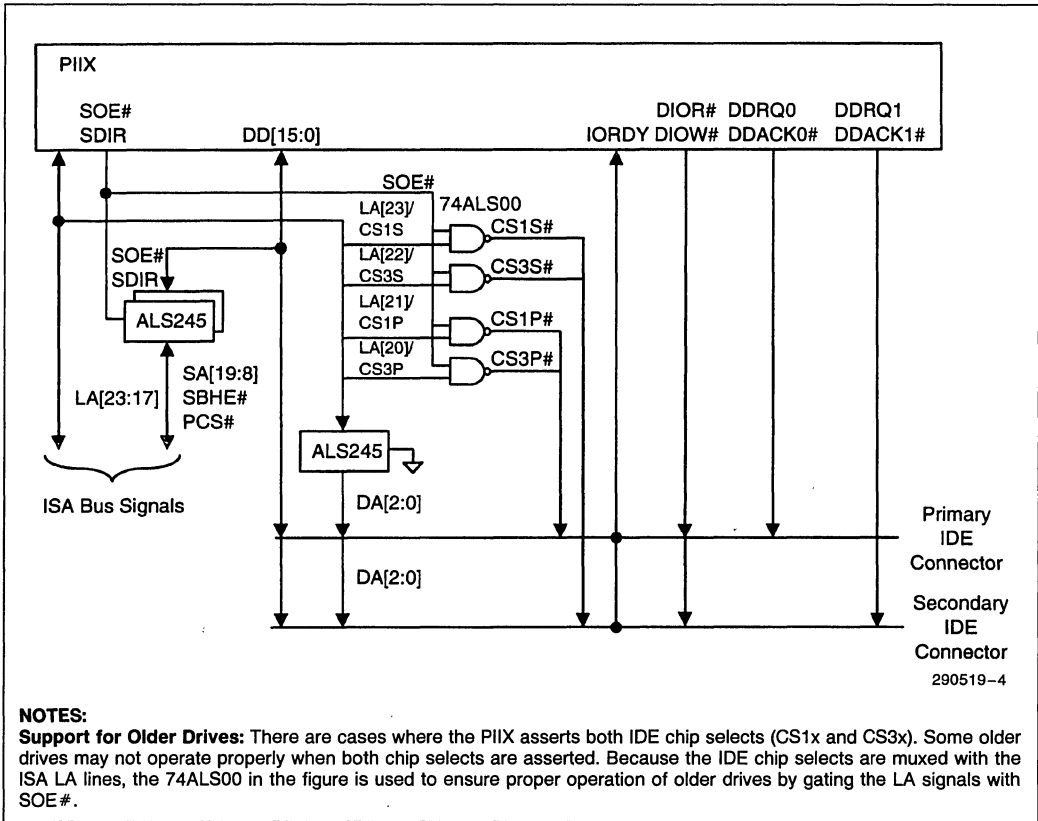 PIIX
SOE#
SDIR
DD[15:0]
IORDY
DIOR#
DIOW#
DDRQ0
DDACK0#
DDRQ1
DDACK1#
SOE#
74ALS00
LA[23]/
CS1S
CS1S#
LA[22]/
CS3S
CS3S#
LA[21]/
CS1P
CS1P#
LA[20]/
CS3P
CS3P#
SOE#
SDIR
ALS245
LA[23:17]
SA[19:8]
SBHE#
PCS#
ISA Bus Signals
ALS245
DA[2:0]
DA[2:0]
Primary
IDE
Connector
Secondary
IDE
Connector
290519–4
NOTES:
Support for Older Drives: There are cases where the PIIX asserts both IDE chip selects (CS1x and CS3x). Some older
drives may not operate properly when both chip selects are asserted. Because the IDE chip selects are muxed with the
ISA LA lines, the 74ALS00 in the figure is used to ensure proper operation of older drives by gating the LA signals with
SOE#.